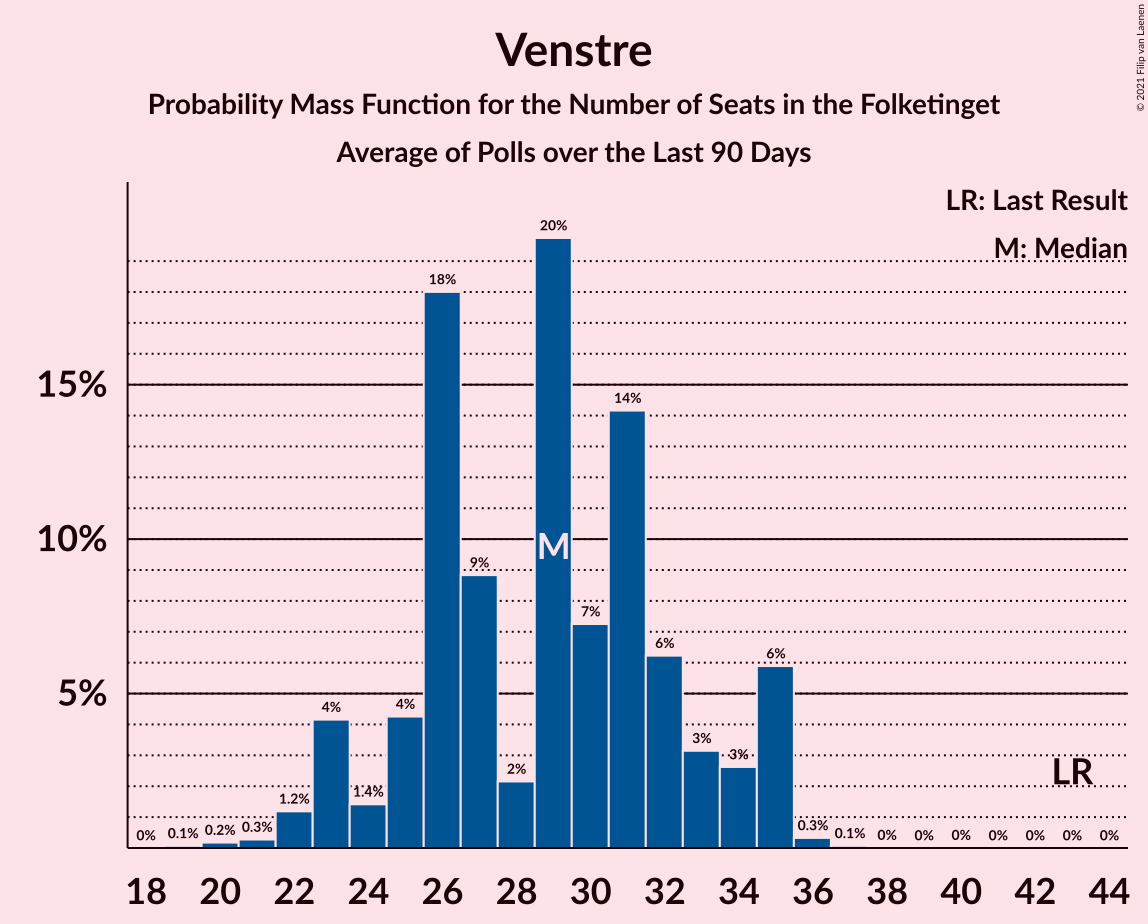 Venstre
Probability Mass Function for the Number of Seats in the Folketinget
Average of Polls over the Last 90 Days
© 2021 Filip van Laenen
LR: Last Result
M: Median
15%
10%
5%
0% 0.1% 0.2% 0.3% 1.2% 4% 1.4% 4% 18% 9% 2% 20% 7% 14% 6% 3% 3% 6% 0.3% 0.1% 0% 0% 0% 0% 0% 0% 0%
M
LR
18 20 22 24 26 28 30 32 34 36 38 40 42 44